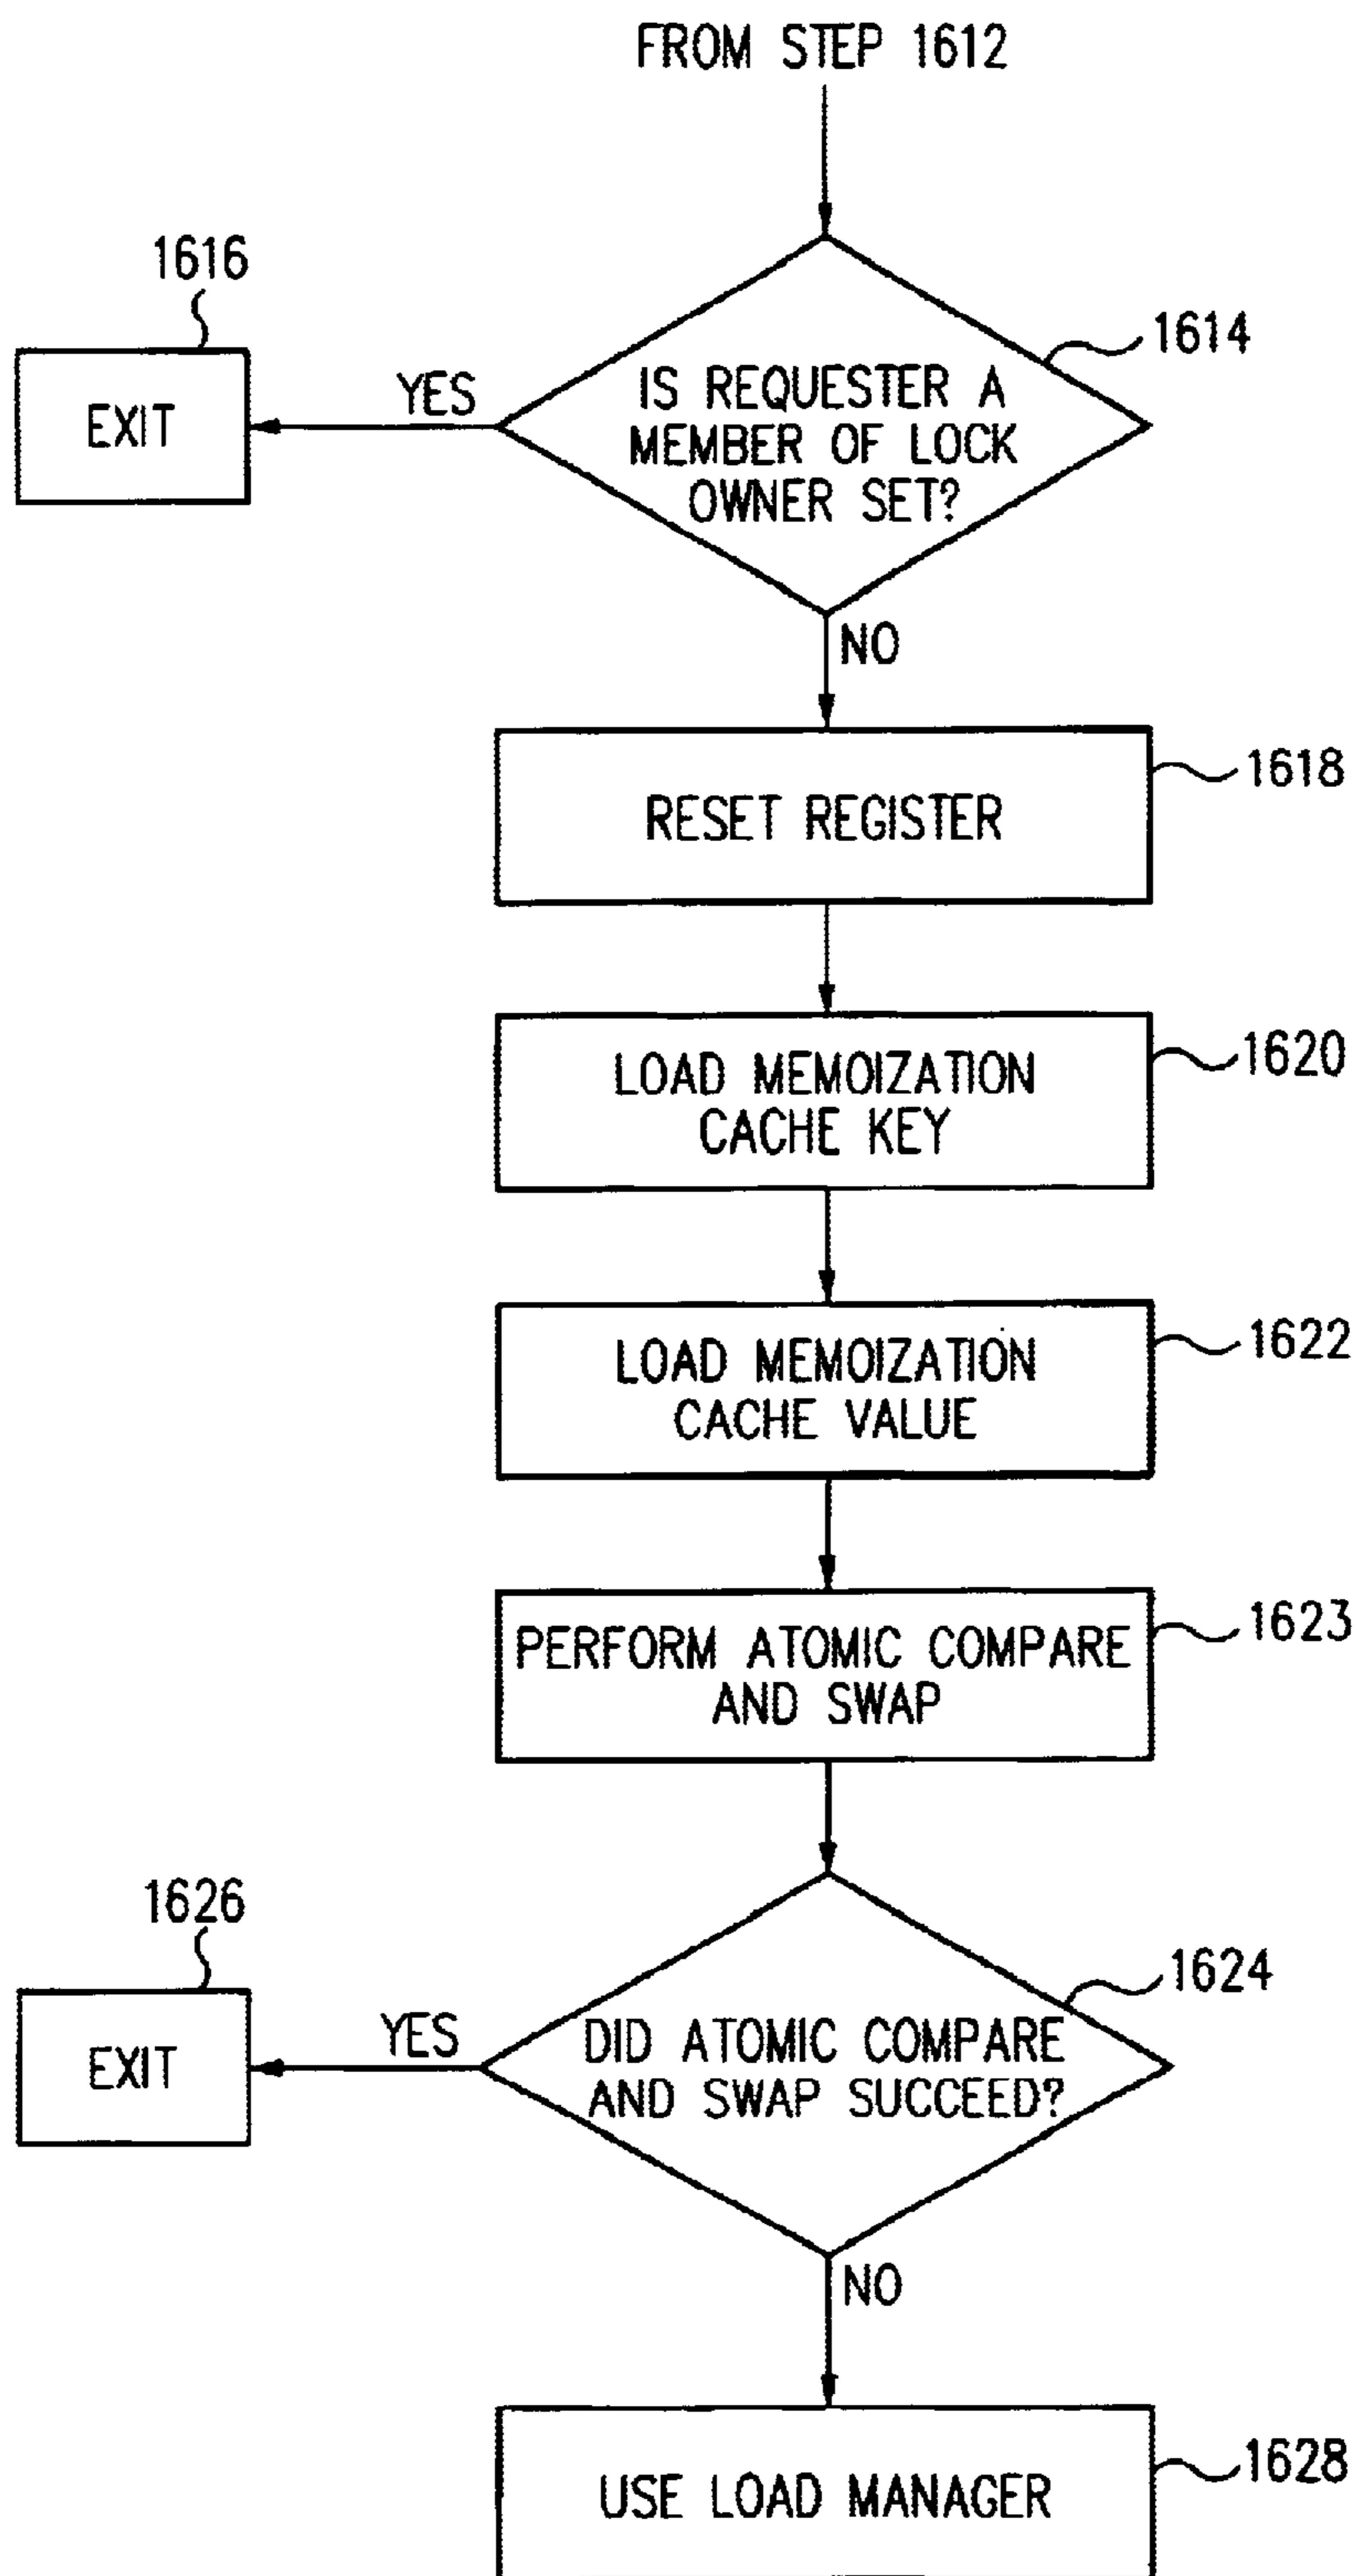 FROM STEP 1612
1616
1614
EXIT
YES
IS REQUESTER A
MEMBER OF LOCK
OWNER SET?
NO
1618
RESET REGISTER
1620
LOAD MEMOIZATION
CACHE KEY
1622
LOAD MEMOIZATION
CACHE VALUE
1623
PERFORM ATOMIC COMPARE
AND SWAP
1626
1624
EXIT
YES
DID ATOMIC COMPARE
AND SWAP SUCCEED?
NO
1628
USE LOAD MANAGER